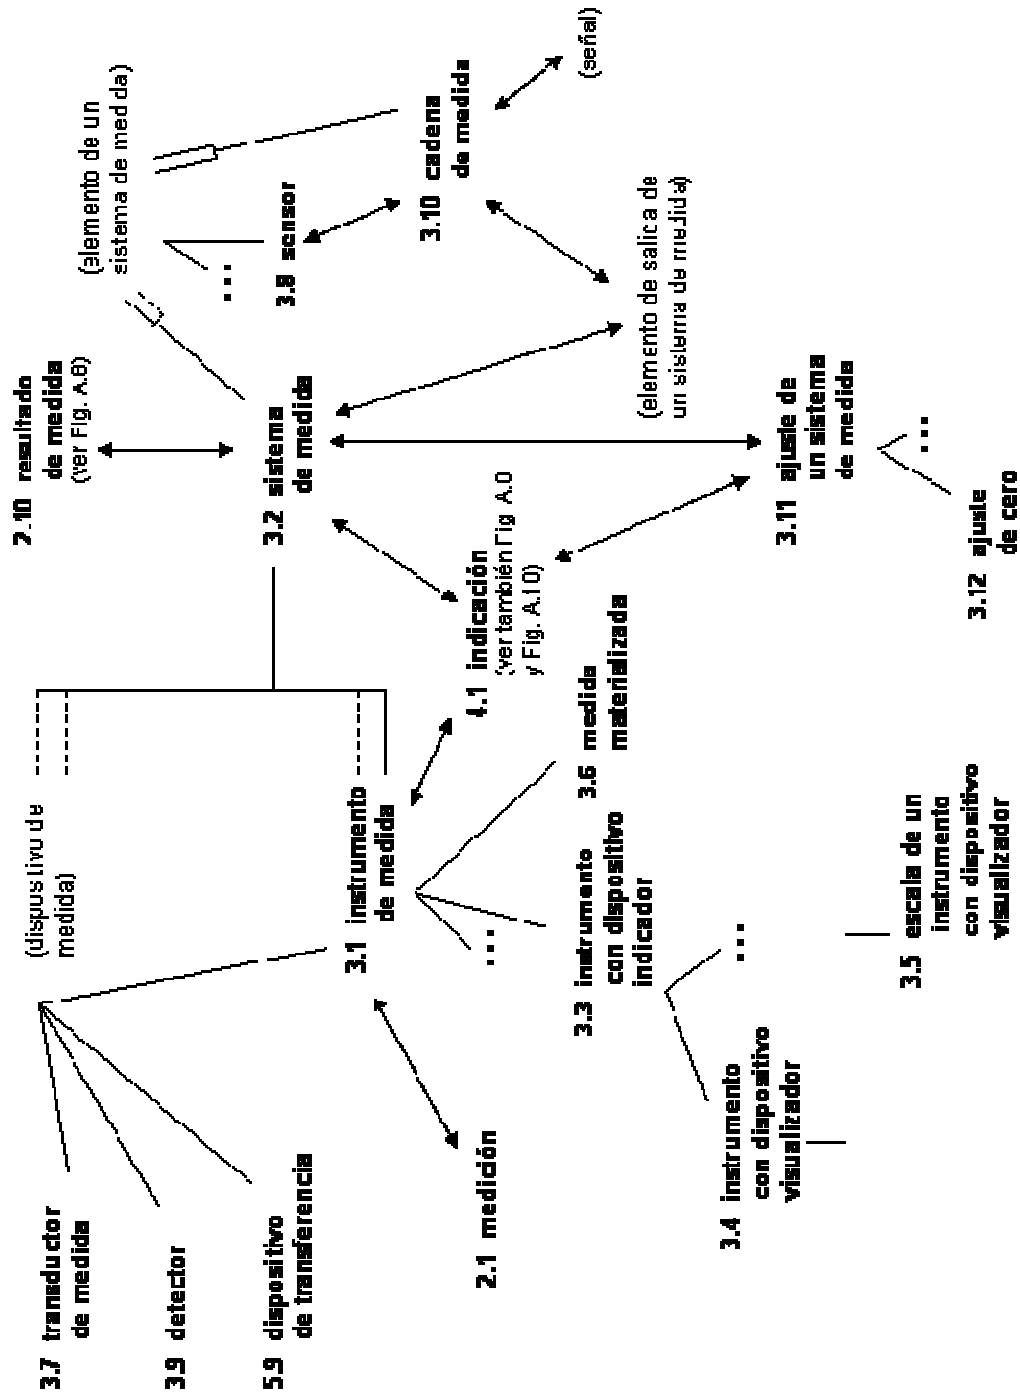 3.7 transductor
de medida
3.9 detector
5.9 dispositivo
de transferencia
2.1 medición
3.4 instrumento
con dispositivo
visualizador
(dispositivo de
medida)
3.1 instrumento
de medida
...
3.3 instrumento
con dispositivo
indicador
...
3.5 escala de un
instrumento
con dispositivo
visualizador
3.6 medida
materializada
4.1 indicación
(ver también Fig A.
y Fig. A.10)
2.10 resultado
de medida
(ver Fig. A.)
3.2 sistema
de medida
3.11 ajuste de
un sistema
de medida
...
3.12 ajuste
de cero
(elemento de un
sistema de medida)
...
3.8 sensor
3.10 cadena
de medida
(señal)
(elemento de salida de
un sistema de medida)